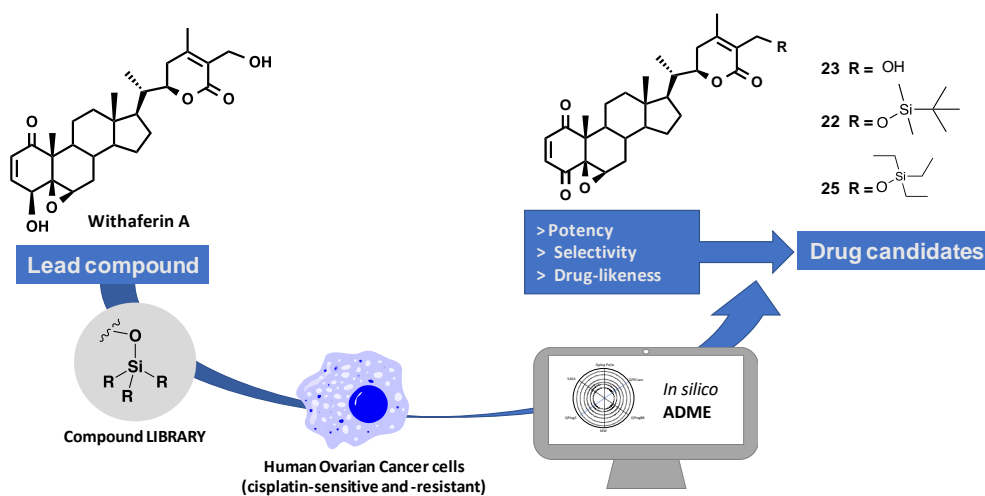 OH
O
O
O
O
OH
Withaferin A
Lead compound
O
Si
R
R
R
Compound LIBRARY
Human Ovarian Cancer cells
(cisplatin-sensitive and -resistant)
In silico
ADME
R
O
O
O
O
O
23 R = OH
22 R = O Si
25 R = O Si
> Potency
> Selectivity
> Drug-likeness
Drug candidates